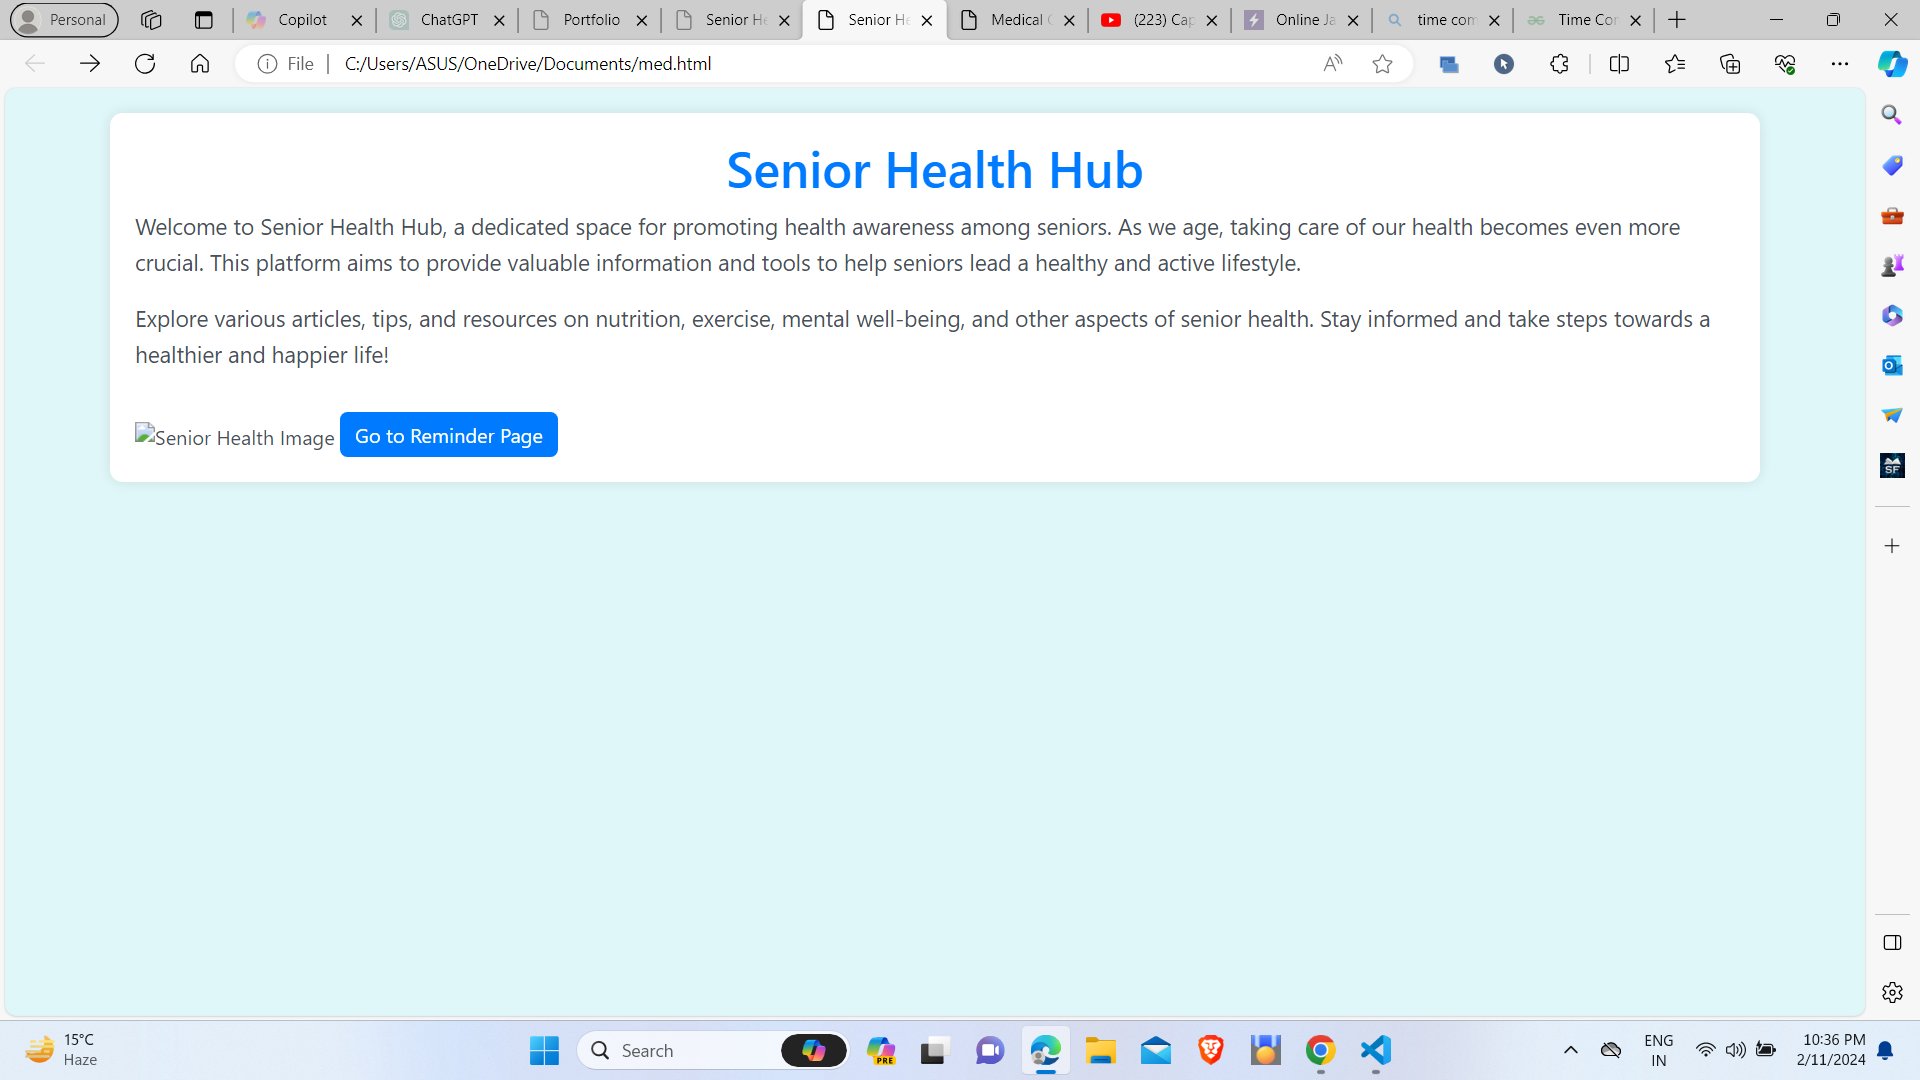 Personal
Copilot
ChatGPT
Portfolio
Senior He
Senior He
Medical
(223) Cap
Online Ja
time com
Time Con
File
C:/Users/ASUS/OneDrive/Documents/med.html
Senior Health Hub
Welcome to Senior Health Hub, a dedicated space for promoting health awareness among seniors. As we age, taking care of our health becomes even more
crucial. This platform aims to provide valuable information and tools to help seniors lead a healthy and active lifestyle.
Explore various articles, tips, and resources on nutrition, exercise, mental well-being, and other aspects of senior health. Stay informed and take steps towards a
healthier and happier life!
Senior Health Image
Go to Reminder Page
SF
15°C
Haze
Search
PRE
ENG
IN
10:36 PM
2/11/2024